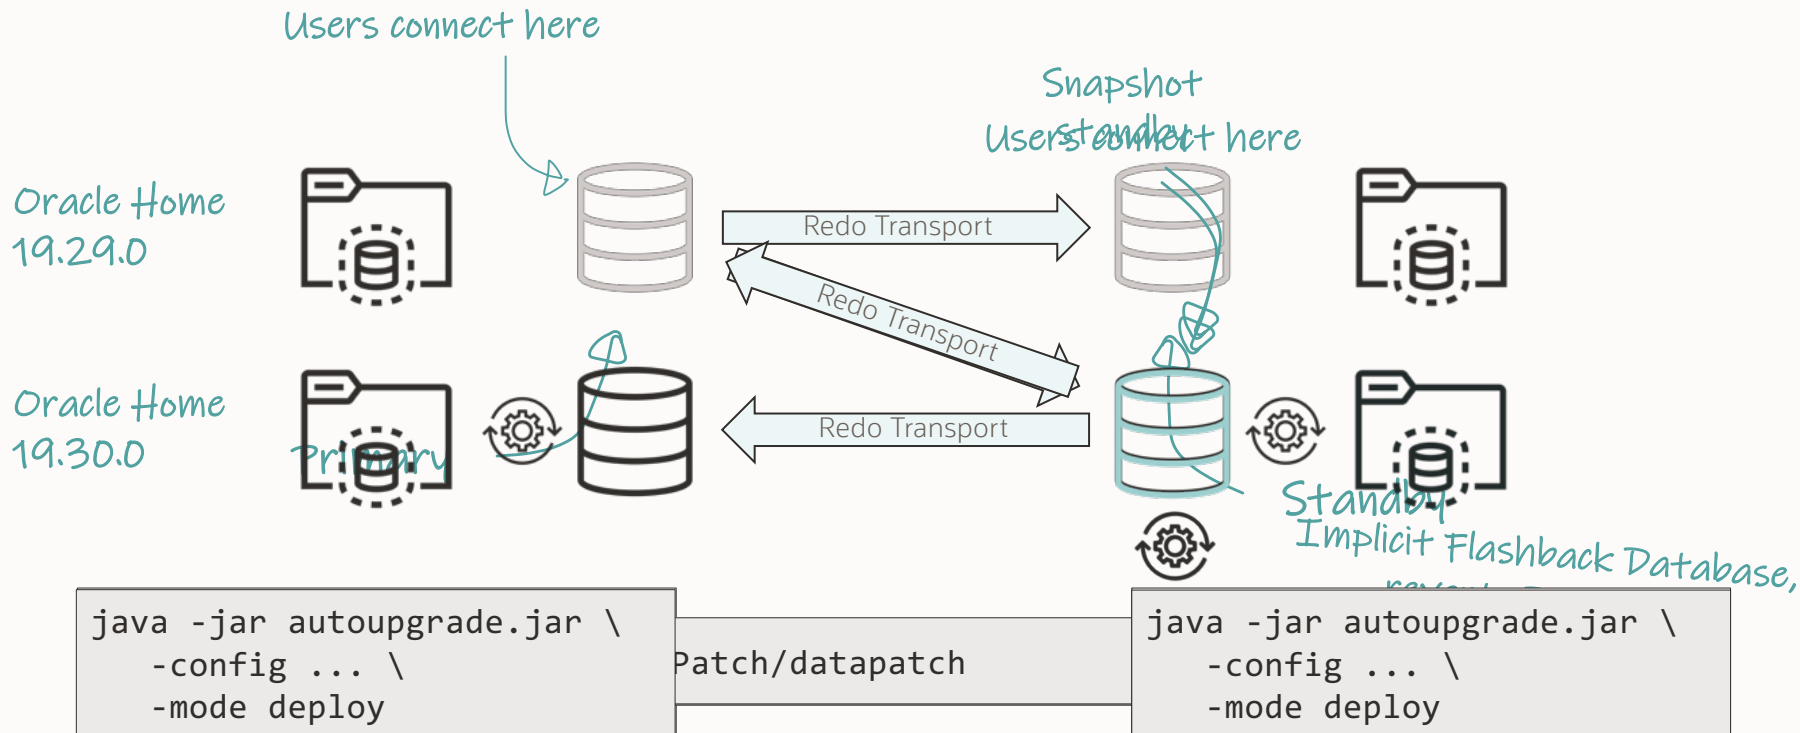 Users connect here
Snapshot
standby
Users connect here
Oracle Home
19.29.0
Redo Transport
Redo Transport
Oracle Home
19.30.0
Primary
Redo Transport
Standby
Implicit Flashback Database,
java -jar autoupgrade.jar \
-config ... \
-mode deploy
Patch/datapatch
java -jar autoupgrade.jar \
-config ... \
-mode deploy